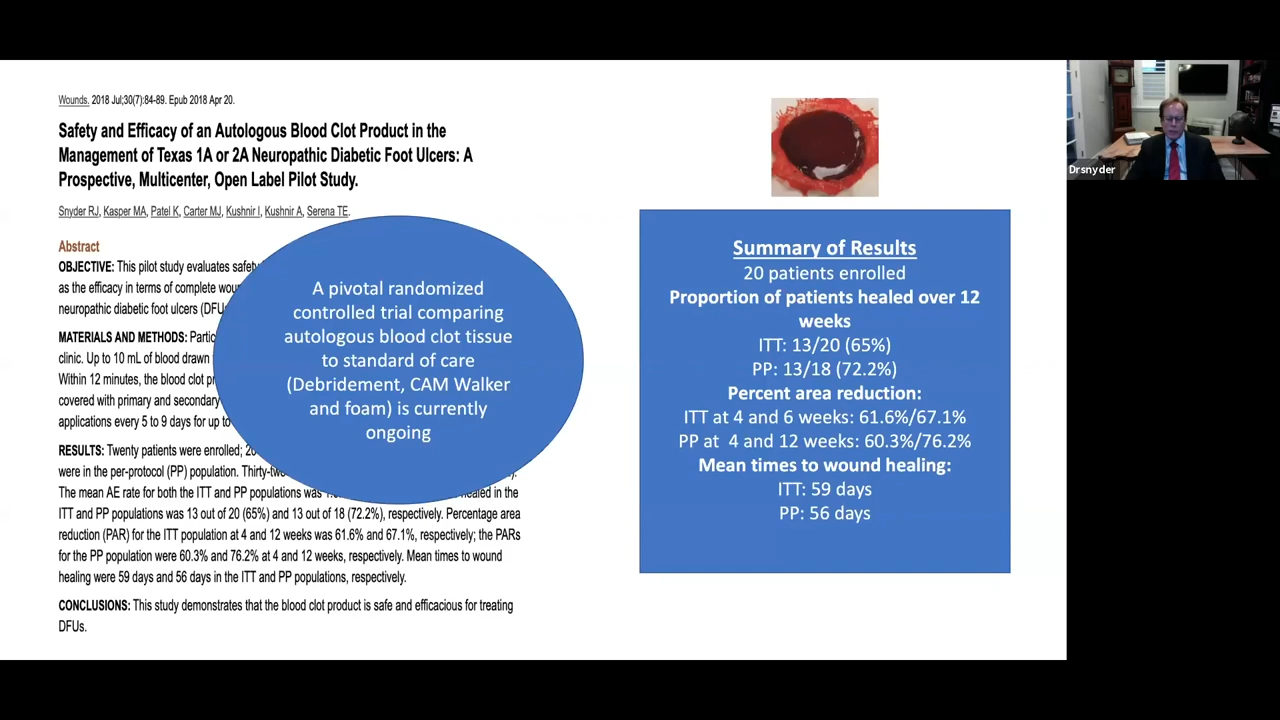 Wounds. 2018 Jul;30(7):84-89. Epub 2018 Apr 20.
Safety and Efficacy of an Autologous Blood Clot Product in the
Management of Texas 1A or 2A Neuropathic Diabetic Foot Ulcers: A
Prospective, Multicenter, Open Label Pilot Study.
Snyder RJ, Kasper MA, Patel K, Carter MJ, Kushnir I, Kushnir A, Serena TE.
Abstract
OBJECTIVE: This pilot study evaluates safety
as the efficacy in terms of complete
neuropathic diabetic foot ulcers
MATERIALS AND METHODS:
clinic. Up to 10 mL of blood drawn
Within 12 minutes, the blood clot
covered with primary and secondary
applications every 5 to 9 days for up to
RESULTS: Twenty patients were enrolled;
were in the per-protocol (PP) population.
The mean AE rate for both the ITT and PP populations was in the
ITT and PP populations was 13 out of 20 (65%) and 13 out of 18 (72.2%), respectively. Percentage area
reduction (PAR) for the ITT population at 4 and 12 weeks was 61.6% and 67.1%, respectively; the PARs
for the PP population were 60.3% and 76.2% at 4 and 12 weeks, respectively. Mean times to wound
healing were 59 days and 56 days in the ITT and PP populations, respectively.
CONCLUSIONS: This study demonstrates that the blood clot product is safe and efficacious for treating
DFUs.
A pivotal randomized
controlled trial comparing
autologous blood clot tissue
to standard of care
(Debridement, CAM Walker
and foam) is currently
ongoing
Summary of Results
20 patients enrolled
Proportion of patients healed over 12
weeks
ITT: 13/20 (65%)
PP: 13/18 (72.2%)
Percent area reduction:
ITT at 4 and 6 weeks: 61.6%/67.1%
PP at 4 and 12 weeks: 60.3%/76.2%
Mean times to wound healing:
ITT: 59 days
PP: 56 days
Drsnyder